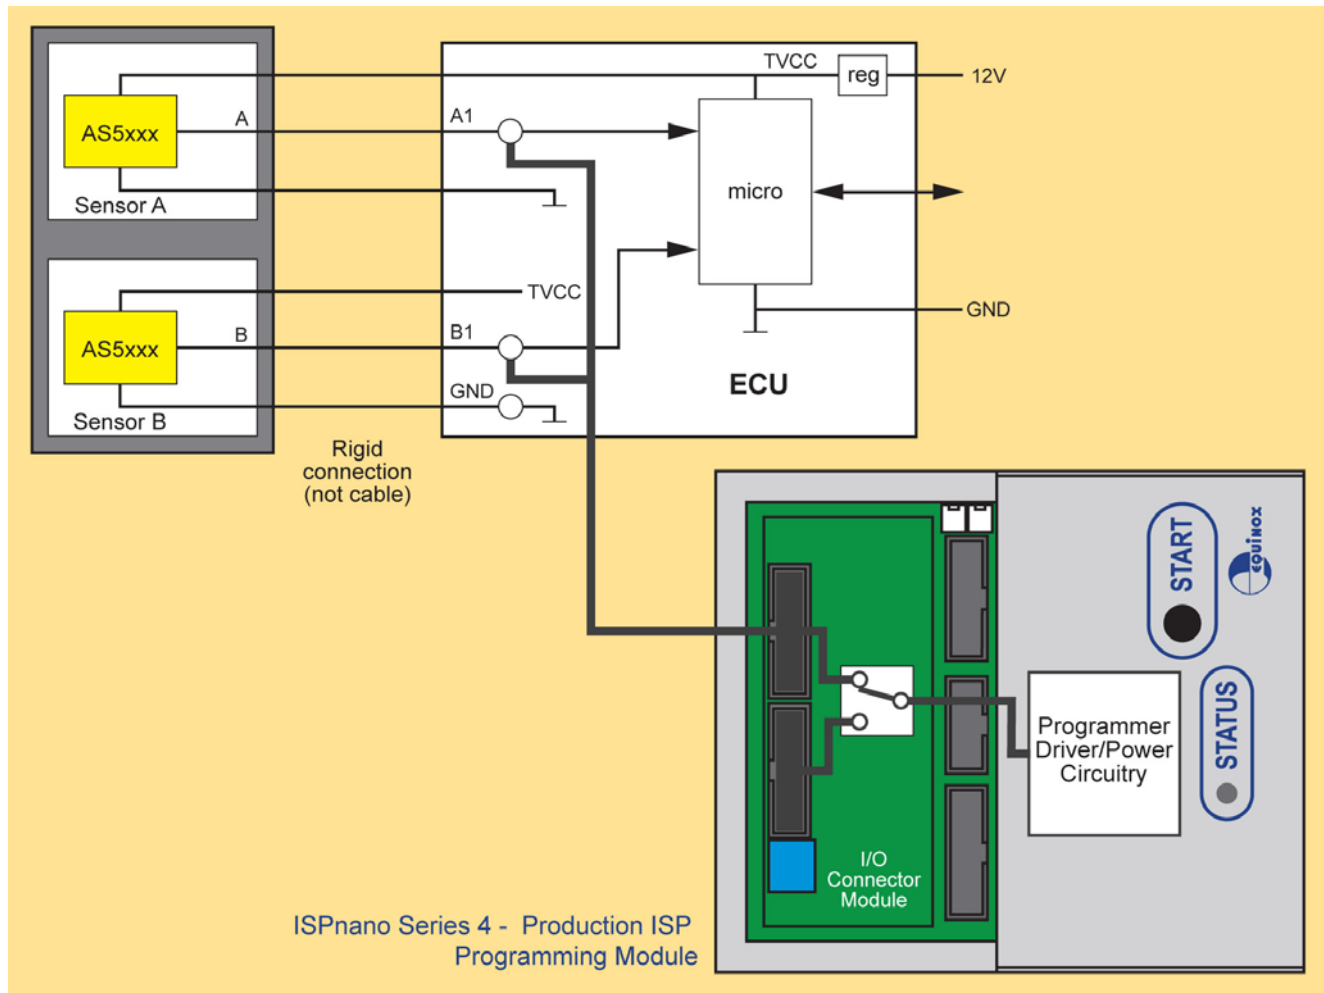 TVCC
reg
12V
A
A1
AS5xxx
micro
Sensor A
TVCC
GND
B
B1
AS5xxx
ECU
GND
Sensor B
Rigid
connection
(not cable)
START
EQUINOX
STATUS
Programmer
Driver/Power
Circuitry
I/O
Connector
Module
ISPnano Series 4 - Production ISP
Programming Module